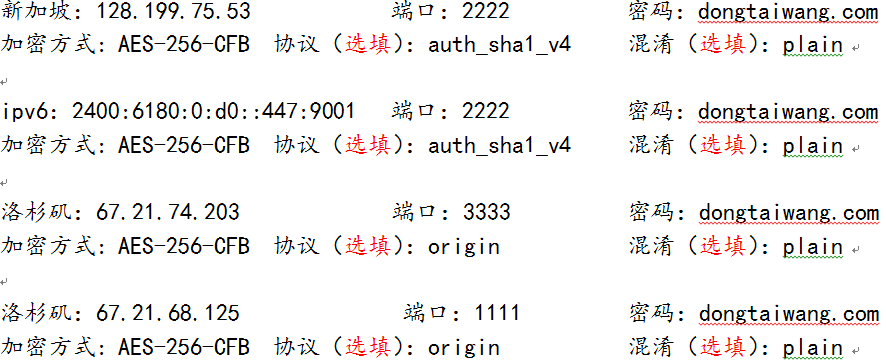 新加坡：128.199.75.53 端口：2222 密码：dongtaiwang.com
加密方式：AES-256-CFB 协议（选填）：auth_sha1_v4 混淆（选填）：plain
ipv6：2400:6180:0:d0::447:9001 端口：2222 密码：dongtaiwang.com
加密方式：AES-256-CFB 协议（选填）：auth_sha1_v4 混淆（选填）：plain
洛杉矶：67.21.74.203 端口：3333 密码：dongtaiwang.com
加密方式：AES-256-CFB 协议（选填）：origin 混淆（选填）：plain
洛杉矶：67.21.68.125 端口：1111 密码：dongtaiwang.com
加密方式：AES-256-CFB 协议（选填）：origin 混淆（选填）：plain